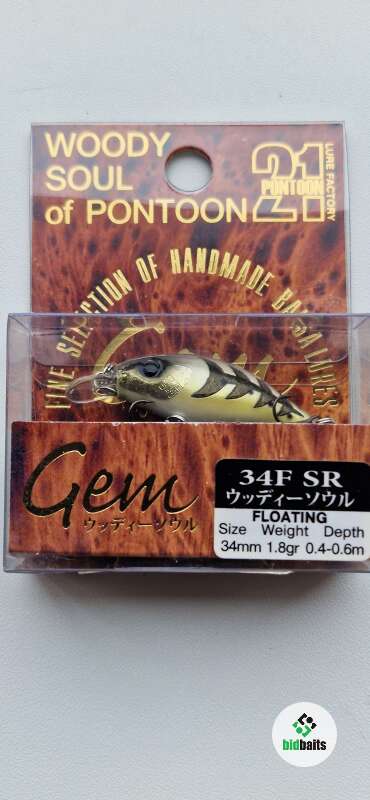 WOODY
SOUL
of PONTOON
21
PONTOON
LURE FACTORY
FINE SELECTION OF HANDMADE BALSA LURES
Gem
ウッディーソウル
34F SR
ウッディーソウル
FLOATING
Size Weight Depth
34mm 1.8gr 0.4-0.6m
bidbaits